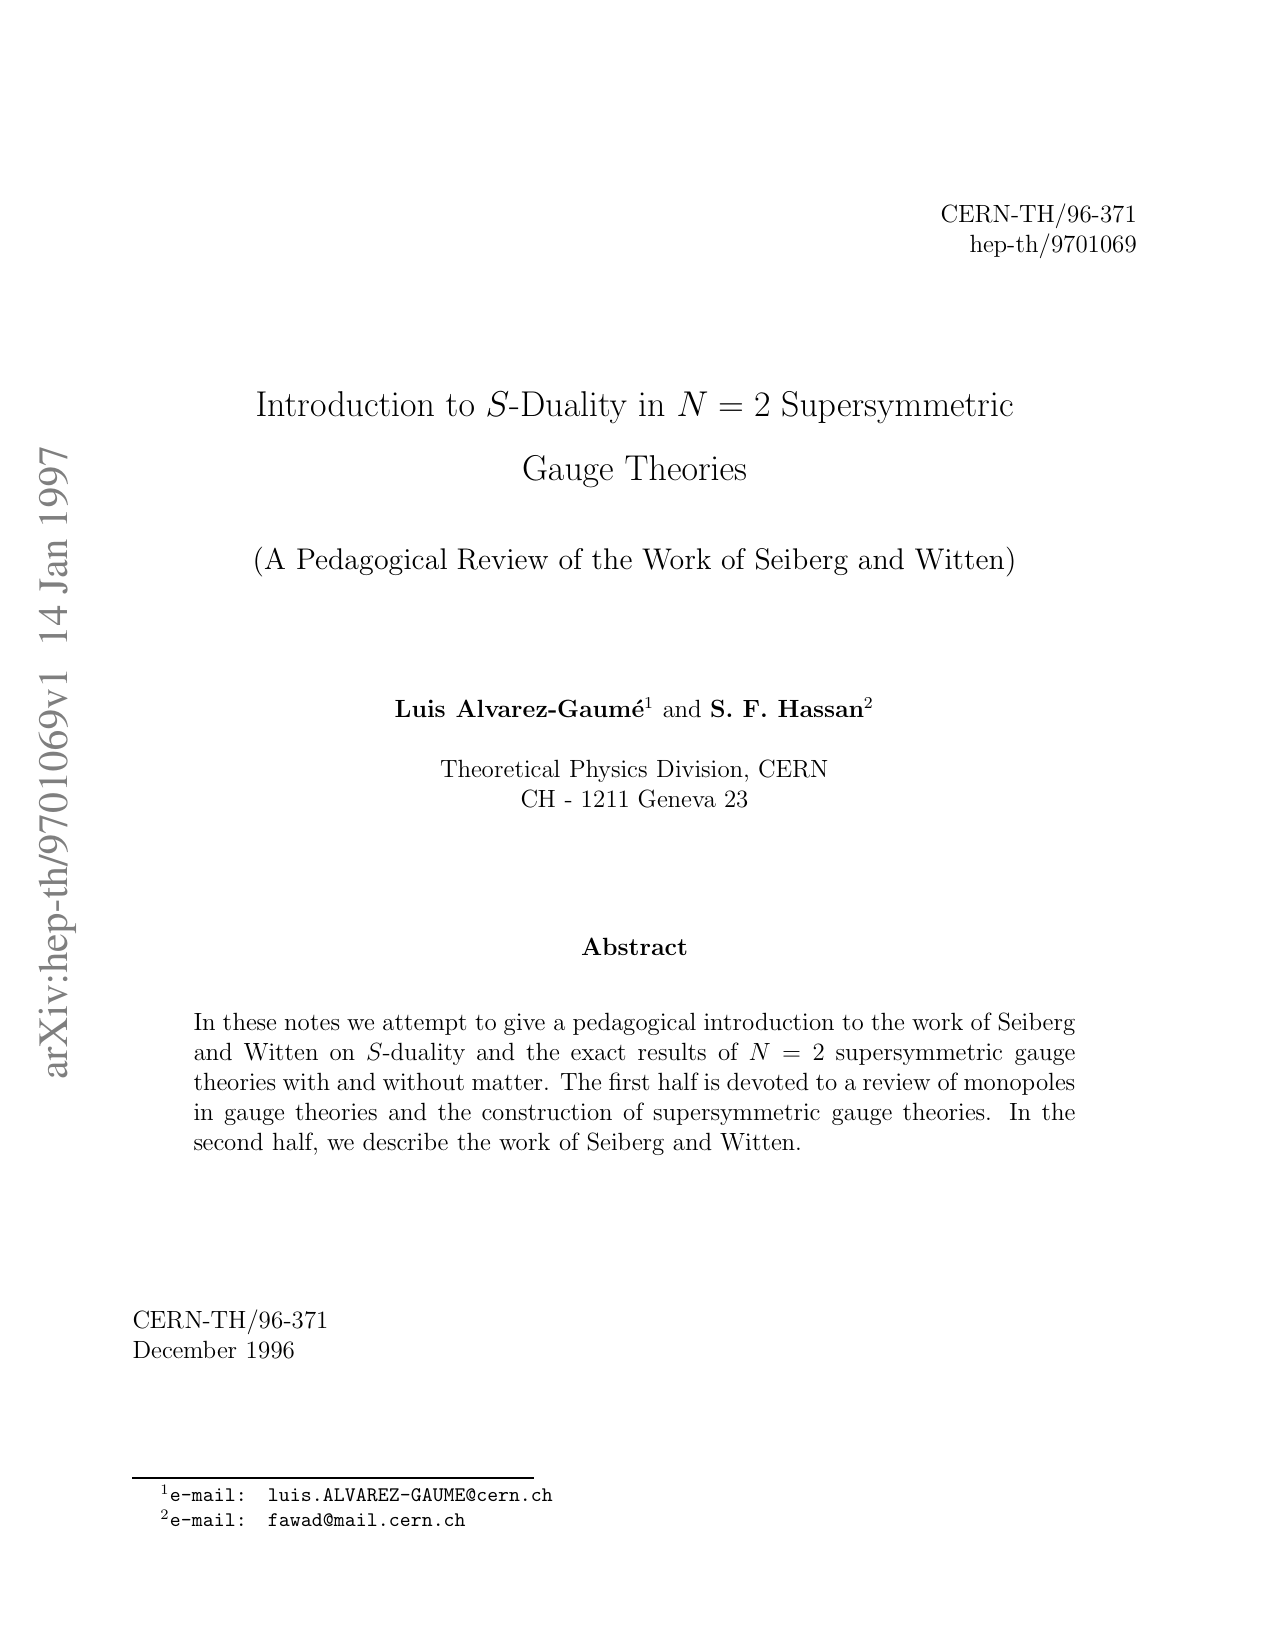 CERN-TH/96-371
hep-th/9701069
Introduction to S-Duality in N = 2 Supersymmetric
Gauge Theories
(A Pedagogical Review of the Work of Seiberg and Witten)
Luis Alvarez-Gaumé¹ and S. F. Hassan²
Theoretical Physics Division, CERN
CH - 1211 Geneva 23
Abstract
In these notes we attempt to give a pedagogical introduction to the work of Seiberg
and Witten on S-duality and the exact results of N = 2 supersymmetric gauge
theories with and without matter. The first half is devoted to a review of monopoles
in gauge theories and the construction of supersymmetric gauge theories. In the
second half, we describe the work of Seiberg and Witten.
CERN-TH/96-371
December 1996
¹e-mail: luis.ALVAREZ-GAUME@cern.ch
²e-mail: fawad@mail.cern.ch
arXiv:hep-th/9701069v1 14 Jan 1997